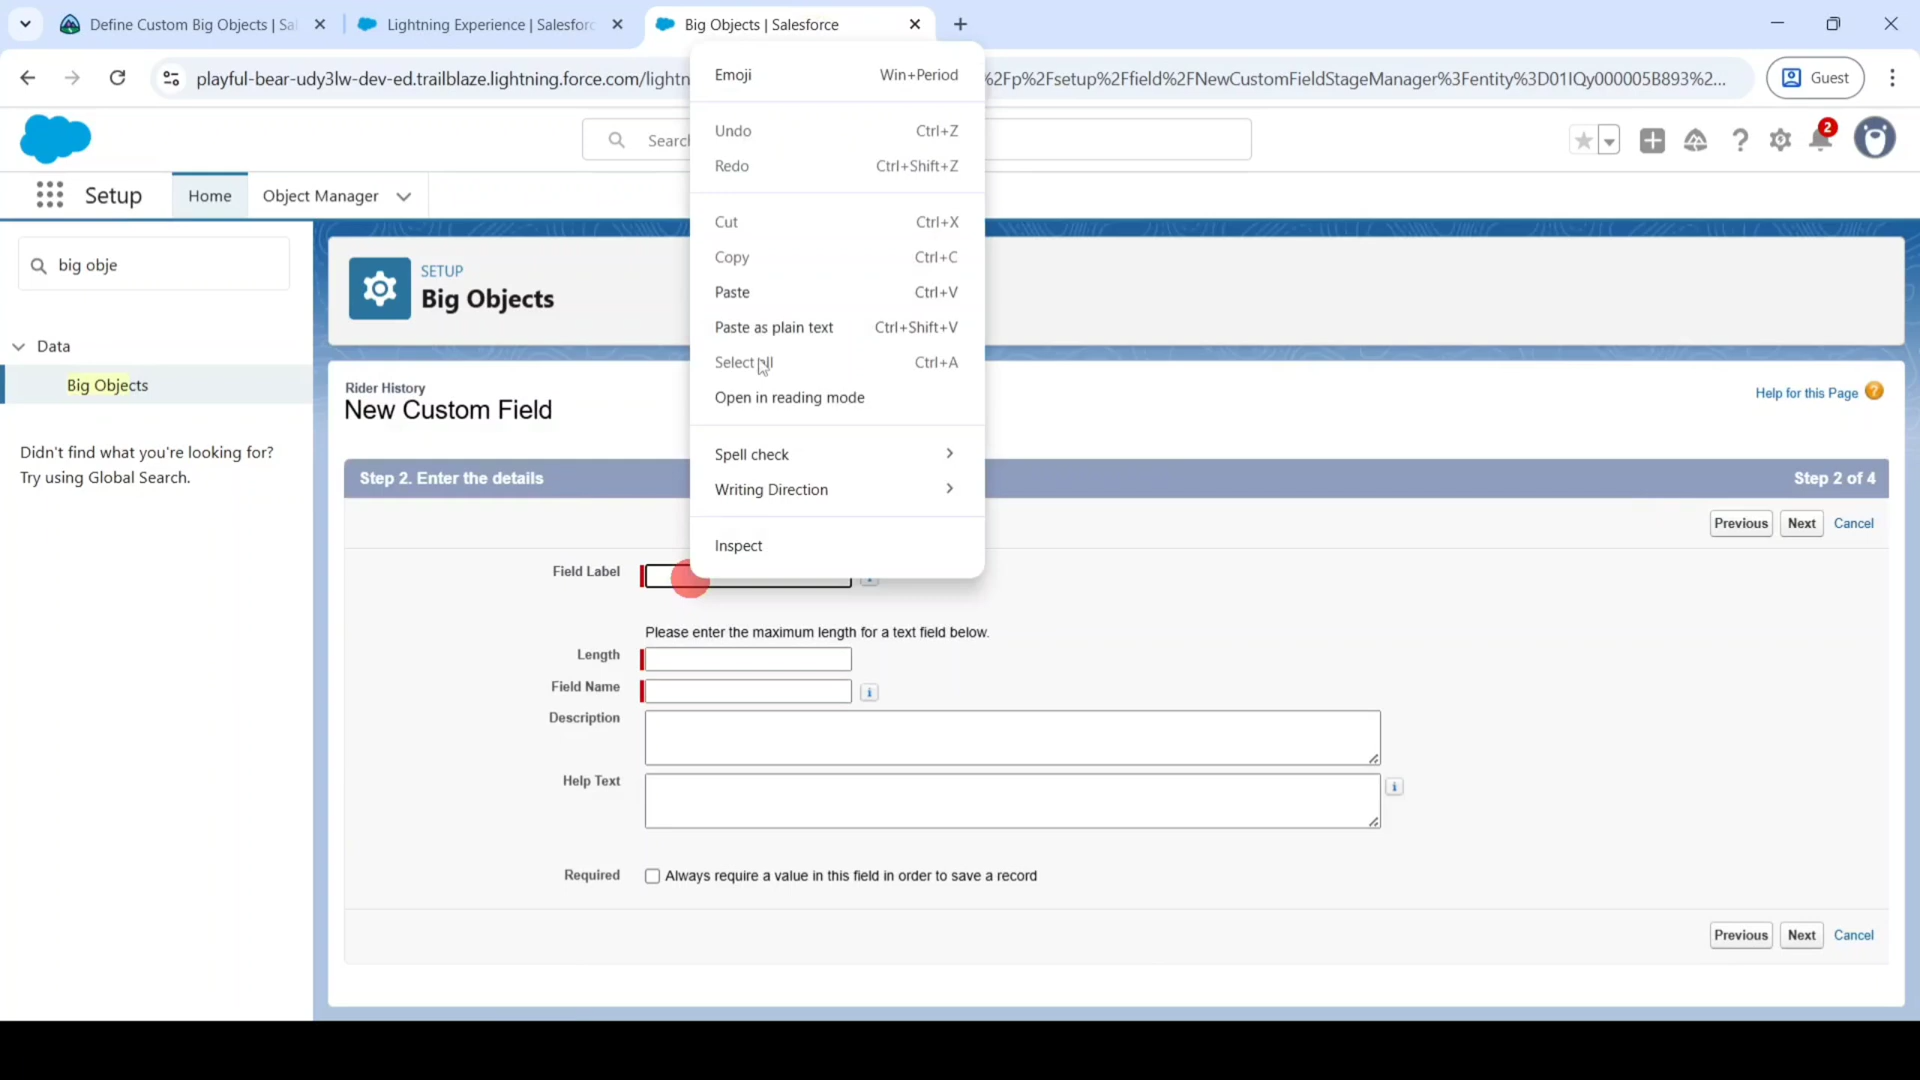 Define Custom Big Objects | Sa
Lightning Experience | Salesforc
Big Objects | Salesforce
playful-bear-udy3lw-dev-ed.trailblaze.lightning.force.com/lightn
%2Fp%2Fsetup%2Ffield%2FNewCustomFieldStageManager%3Fentity%3D01IQy000005B893%2...
Guest
Search
2
Setup
Home
Object Manager
big obje
Data
Big Objects
Didn't find what you're looking for?
Try using Global Search.
SETUP
Big Objects
Emoji Win+Period
Undo Ctrl+Z
Redo Ctrl+Shift+Z
Cut Ctrl+X
Copy Ctrl+C
Paste Ctrl+V
Paste as plain text Ctrl+Shift+V
Select all Ctrl+A
Open in reading mode
Spell check
Writing Direction
Inspect
Rider History
New Custom Field
Help for this Page
Step 2. Enter the details
Step 2 of 4
Previous Next Cancel
Field Label
Please enter the maximum length for a text field below.
Length
Field Name
Description
Help Text
Required
Always require a value in this field in order to save a record
Previous Next Cancel